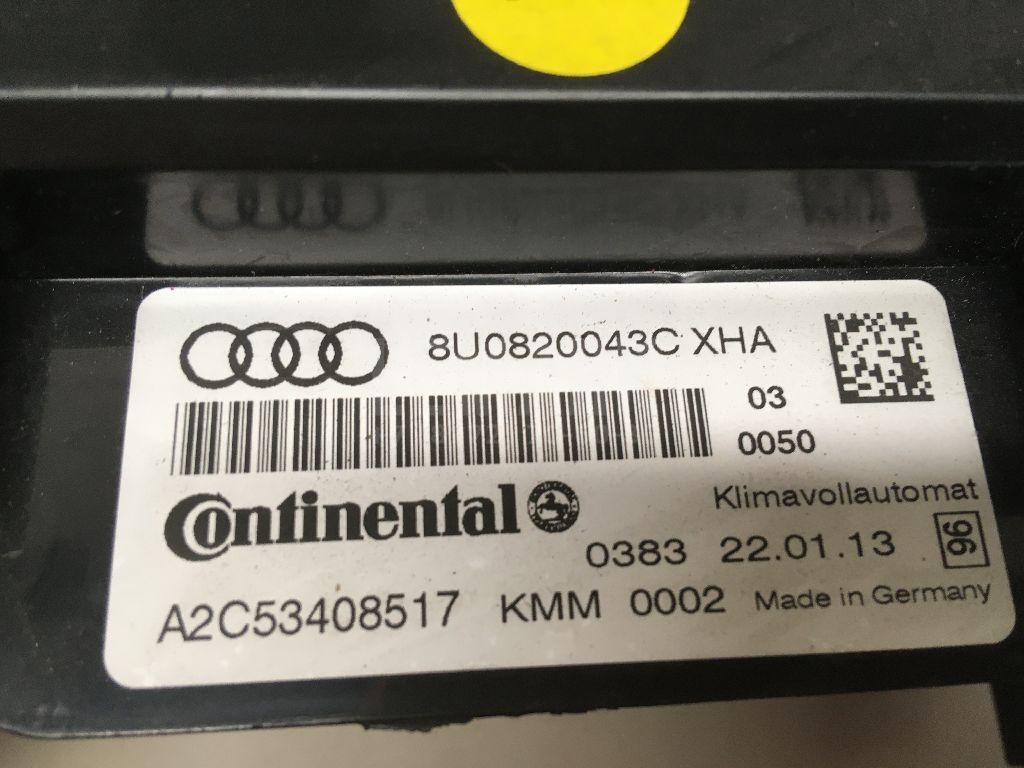 8U0820043C XHA
03
0050
Continental
Klimavollautomat
0383 22.01.13 96
A2C53408517 KMM 0002 Made in Germany